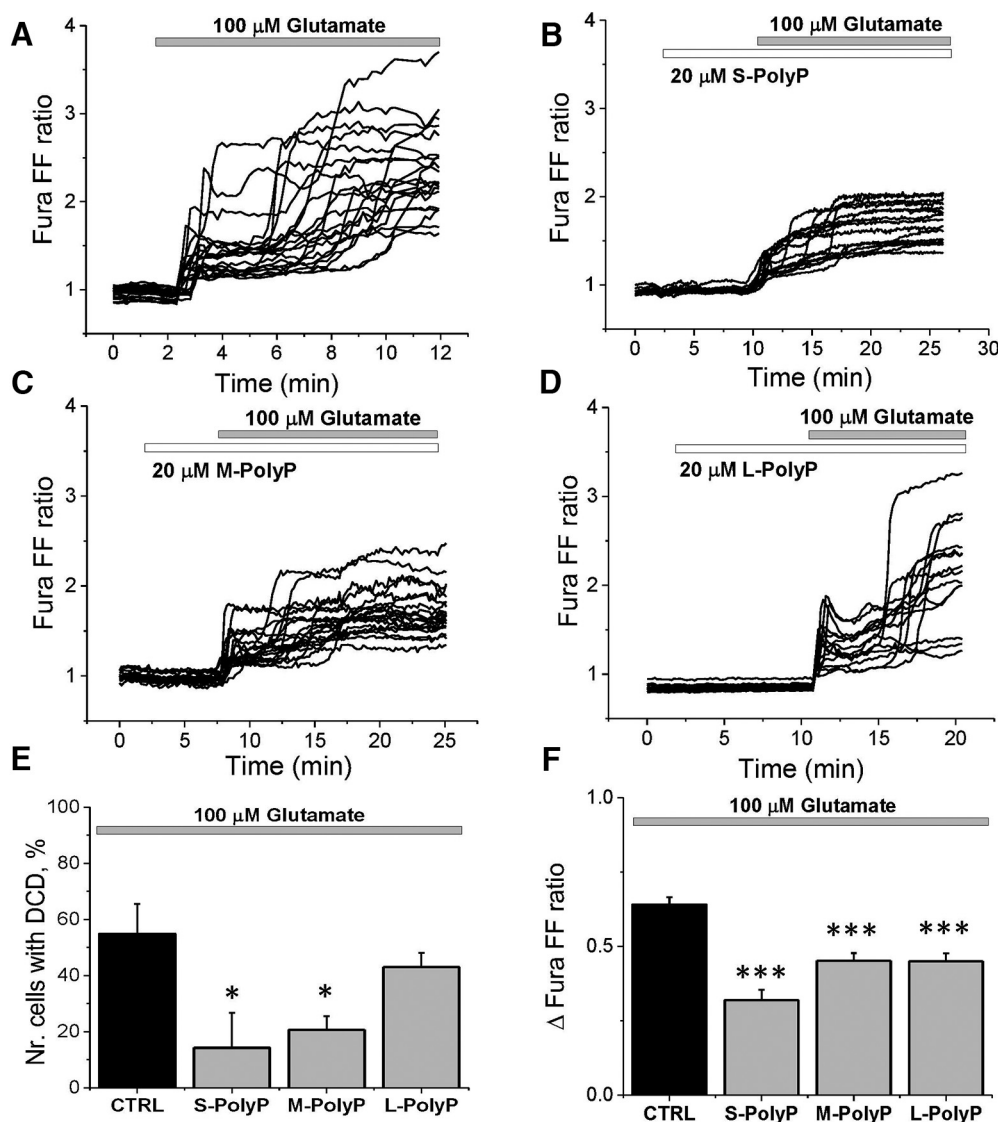 A
100 μM Glutamate
Fura FF ratio
4
3
2
1
0 2 4 6 8 10 12
Time (min)
B
100 μM Glutamate
20 μM S-PolyP
Fura FF ratio
4
3
2
1
0 5 10 15 20 25 30
Time (min)
C
100 μM Glutamate
20 μM M-PolyP
Fura FF ratio
4
3
2
1
0 5 10 15 20 25
Time (min)
D
100 μM Glutamate
20 μM L-PolyP
Fura FF ratio
4
3
2
1
0 5 10 15 20
Time (min)
E
100 μM Glutamate
Nr. cells with DCD, %
100
80
60
40
20
0
* *
CTRL S-PolyP M-PolyP L-PolyP
F
100 μM Glutamate
Δ Fura FF ratio
1.0
0.5
0.0
*** *** ***
CTRL S-PolyP M-PolyP L-PolyP